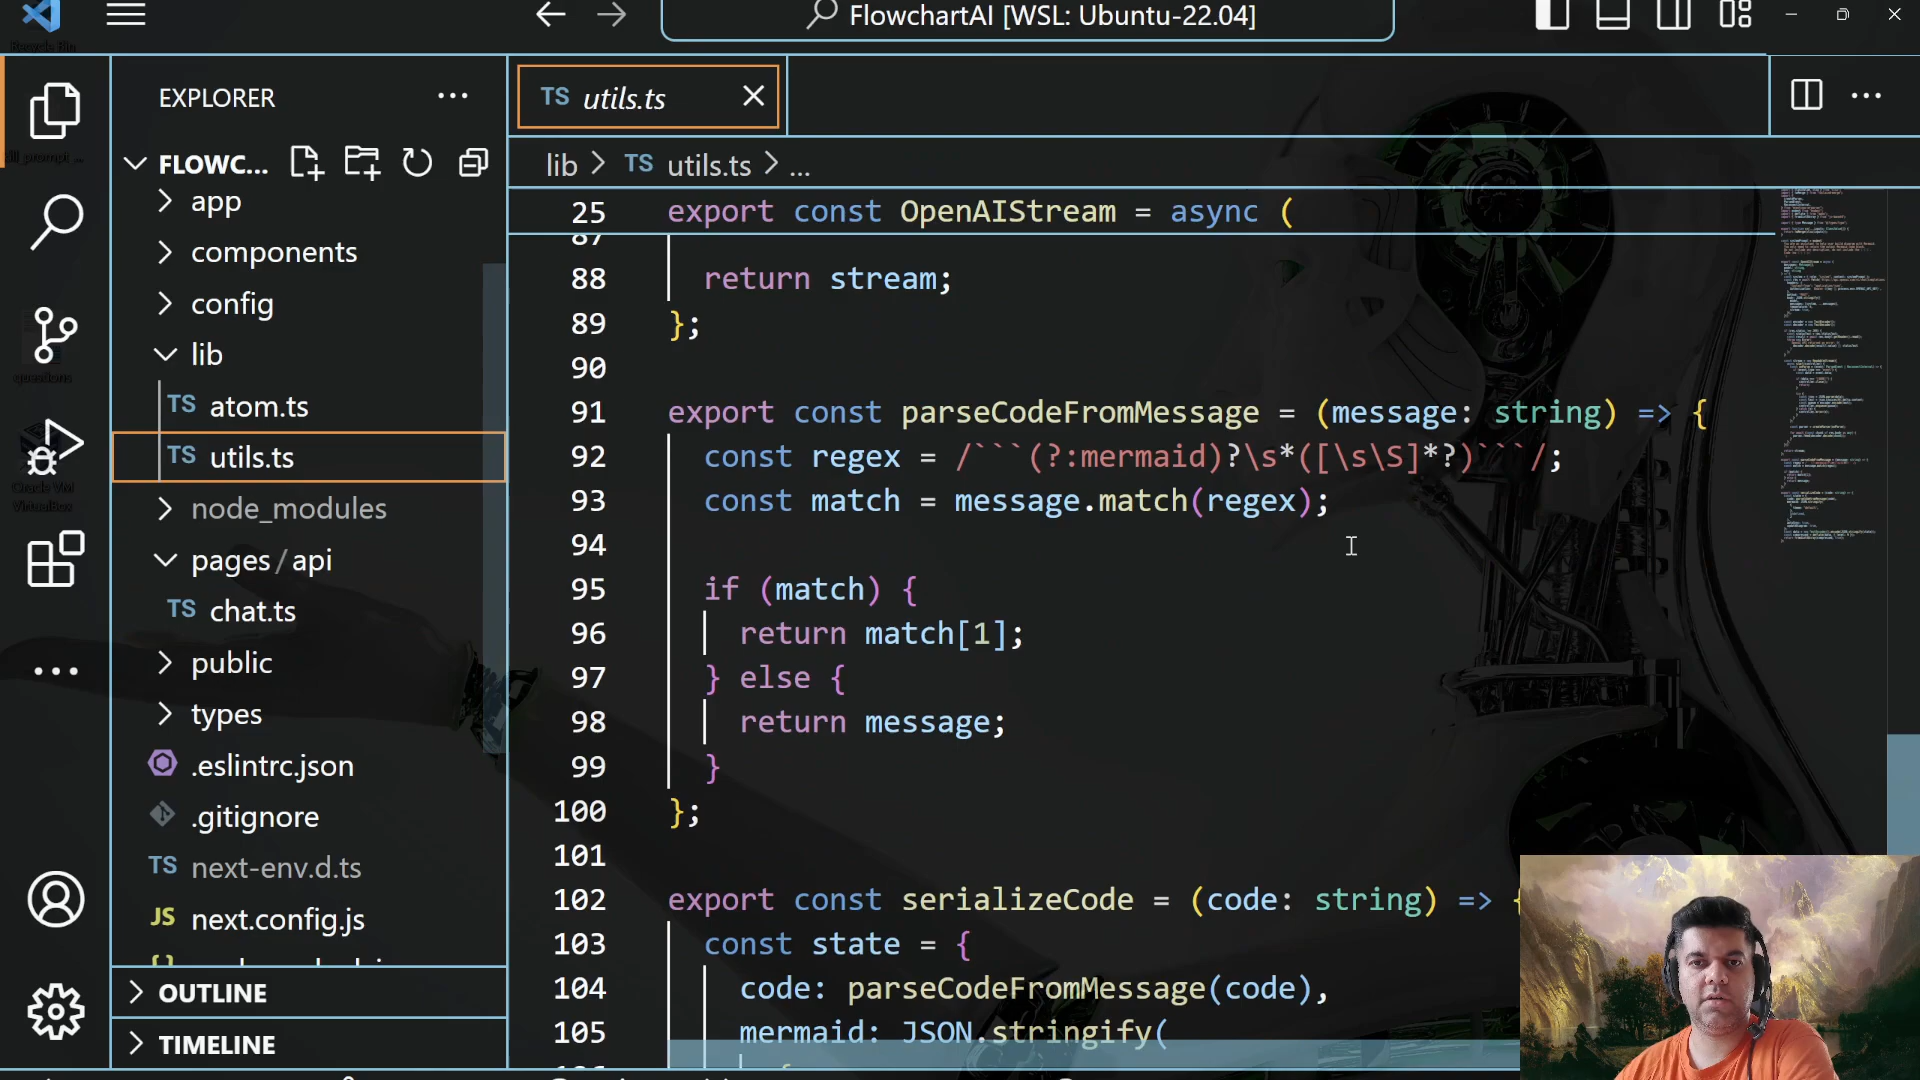 FlowchartAI [WSL: Ubuntu-22.04]
EXPLORER
FLOWC...
app
components
config
lib
TS atom.ts
TS utils.ts
node_modules
pages / api
TS chat.ts
public
types
.eslintrc.json
.gitignore
TS next-env.d.ts
JS next.config.js
OUTLINE
TIMELINE
TS utils.ts
lib > TS utils.ts > ...
25 export const OpenAIStream = async (
87
88 return stream;
89 };
90
91 export const parseCodeFromMessage = (message: string) => {
92 const regex = /```(?:mermaid)?\s*([\s\S]*?)```/;
93 const match = message.match(regex);
94
95 if (match) {
96 return match[1];
97 } else {
98 return message;
99 }
100 };
101
102 export const serializeCode = (code: string) => {
103 const state = {
104 code: parseCodeFromMessage(code),
105 mermaid: JSON.stringify(